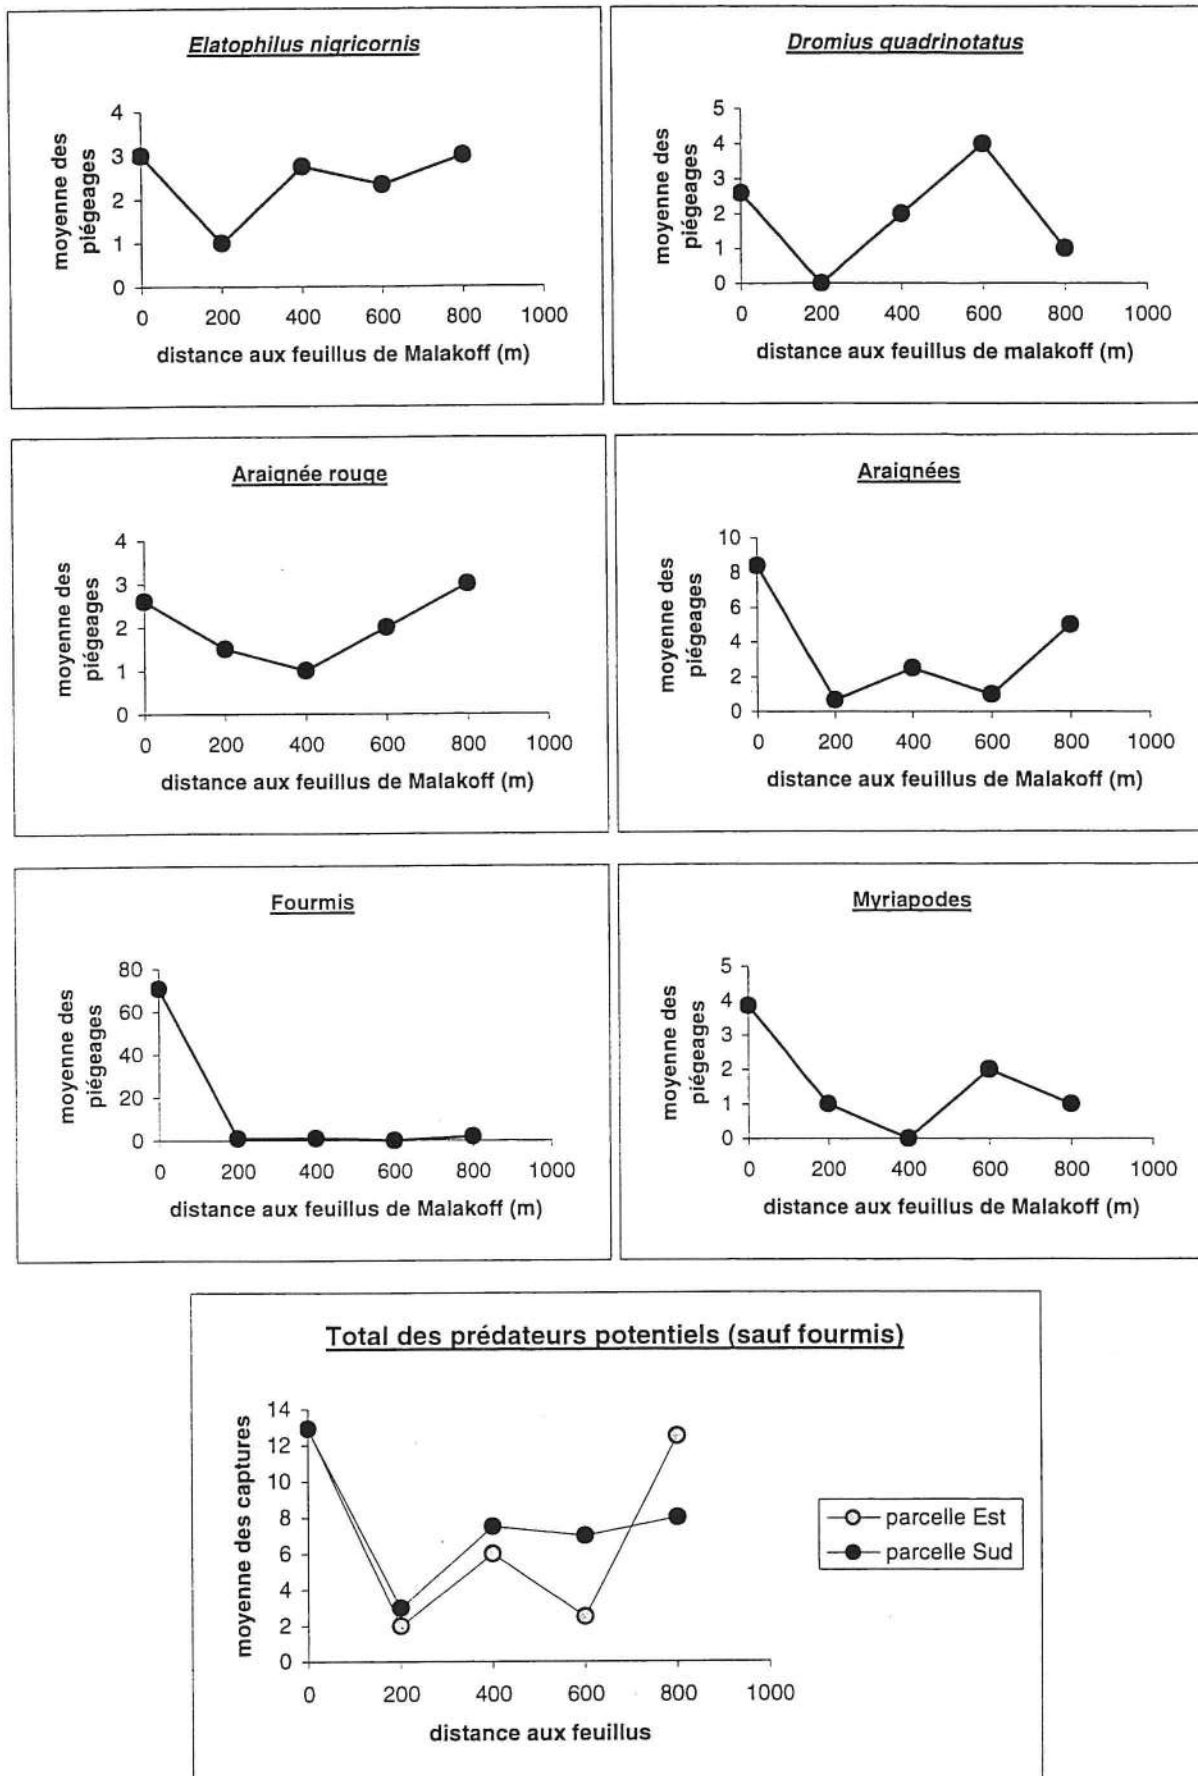 Elatophilus nigricornis
moyenne des
piégeages
4
3
2
1
0
0 200 400 600 800 1000
distance aux feuillus de Malakoff (m)
Dromius quadrinotatus
moyenne des
piégeages
5
4
3
2
1
0
0 200 400 600 800 1000
distance aux feuillus de malakoff (m)
Araignée rouge
moyenne des
piégeages
4
3
2
1
0
0 200 400 600 800 1000
distance aux feuillus de Malakoff (m)
Araignées
moyenne des
piégeages
10
8
6
4
2
0
0 200 400 600 800 1000
distance aux feuillus de Malakoff (m)
Fourmis
moyenne des
piégeages
80
60
40
20
0
0 200 400 600 800 1000
distance aux feuillus de Malakoff (m)
Myriapodes
moyenne des
piégeages
5
4
3
2
1
0
0 200 400 600 800 1000
distance aux feuillus de Malakoff (m)
Total des prédateurs potentiels (sauf fourmis)
moyenne des captures
14
12
10
8
6
4
2
0
0 200 400 600 800 1000
distance aux feuillus
parcelle Est
parcelle Sud